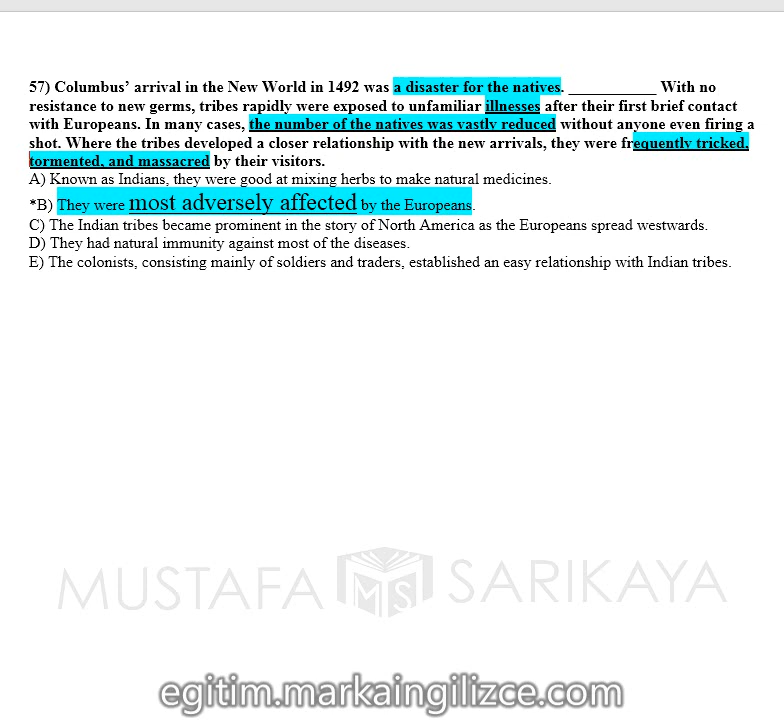 57) Columbus’ arrival in the New World in 1492 was a disaster for the natives. ____________ With no
resistance to new germs, tribes rapidly were exposed to unfamiliar illnesses after their first brief contact
with Europeans. In many cases, the number of the natives was vastly reduced without anyone even firing a
shot. Where the tribes developed a closer relationship with the new arrivals, they were frequently tricked,
tormented, and massacred by their visitors.
A) Known as Indians, they were good at mixing herbs to make natural medicines.
*B) They were most adversely affected by the Europeans.
C) The Indian tribes became prominent in the story of North America as the Europeans spread westwards.
D) They had natural immunity against most of the diseases.
E) The colonists, consisting mainly of soldiers and traders, established an easy relationship with Indian tribes.
MUSTAFA MS SARIKAYA
egitim.markaingilizce.com